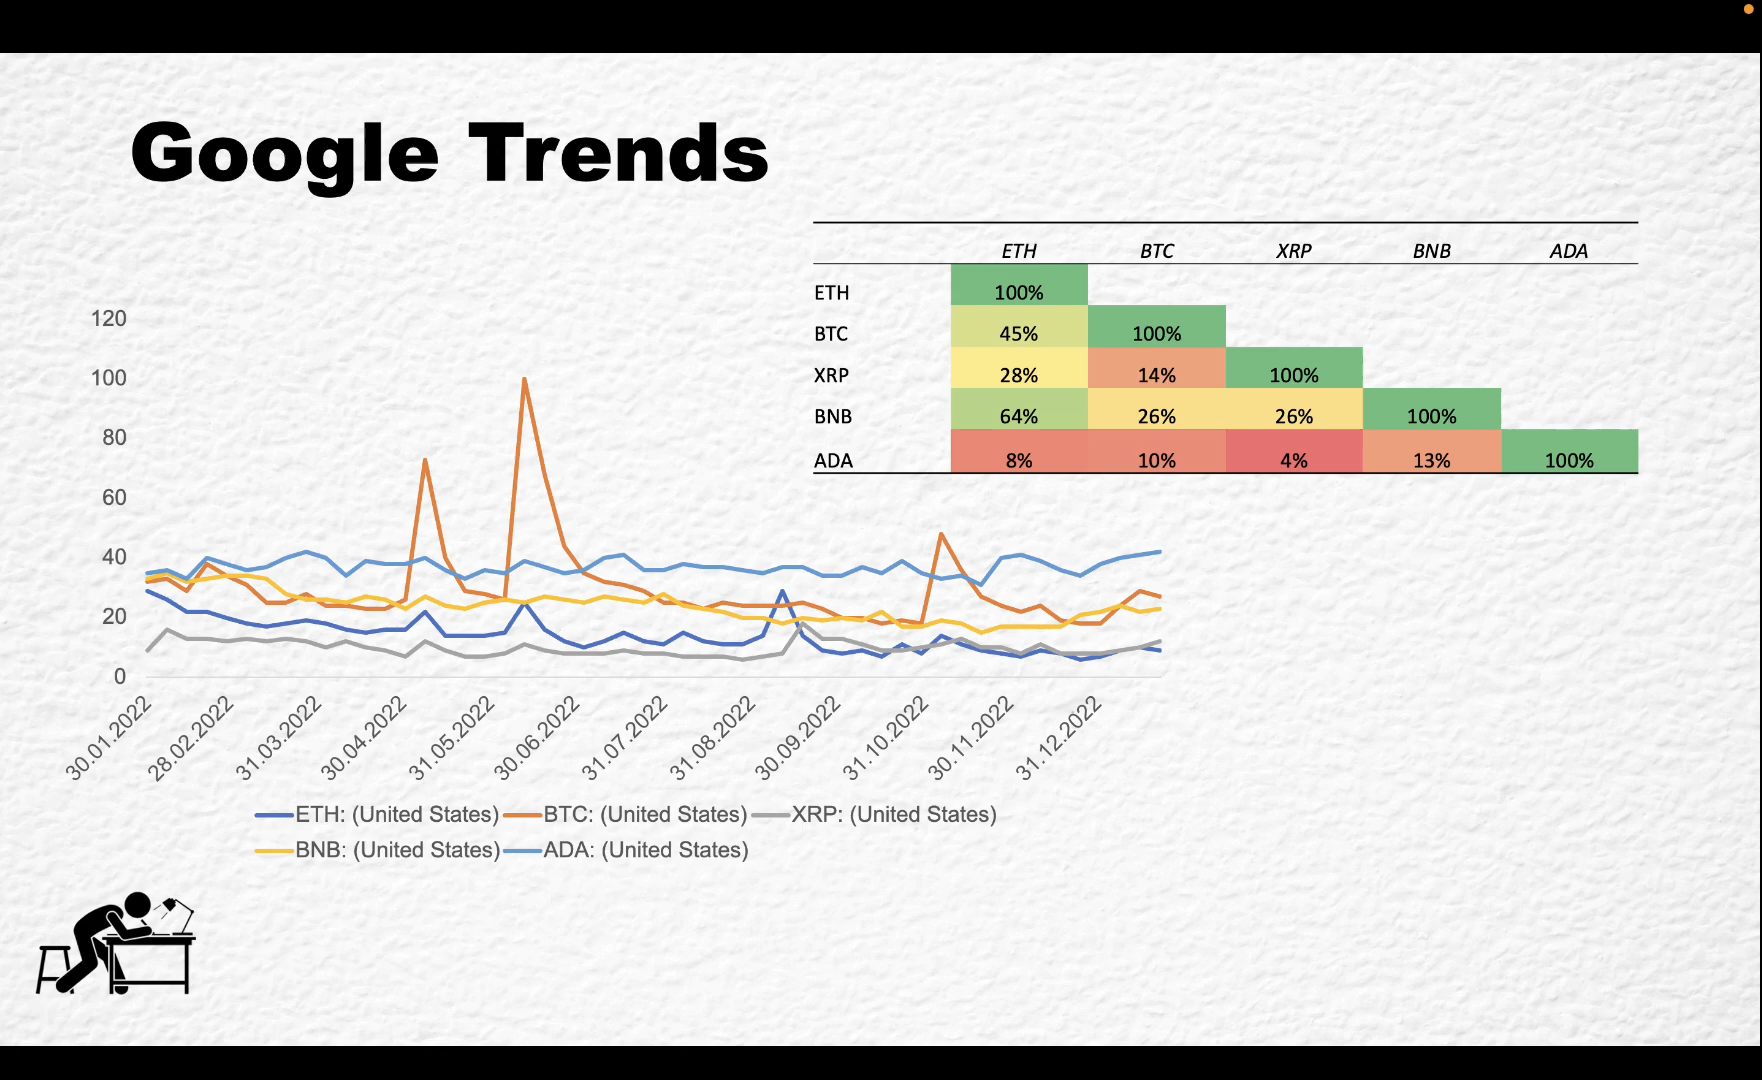 Google Trends
ETH BTC XRP BNB ADA
ETH 100%
BTC 45% 100%
XRP 28% 14% 100%
BNB 64% 26% 26% 100%
ADA 8% 10% 4% 13% 100%
120
100
80
60
40
20
0
30.01.2022 28.02.2022 31.03.2022 30.04.2022 31.05.2022 30.06.2022 31.07.2022 31.08.2022 30.09.2022 31.10.2022 30.11.2022 31.12.2022
ETH: (United States) BTC: (United States) XRP: (United States)
BNB: (United States) ADA: (United States)